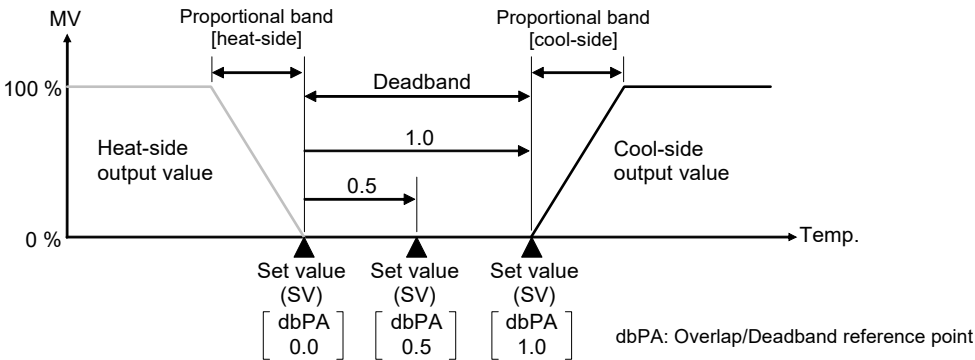 MV
Proportional band
[heat-side]
Proportional band
[cool-side]
100 %
Deadband
Heat-side
output value
1.0
Cool-side
output value
0.5
0 %
Temp.
Set value
(SV)
[ dbPA
0.0 ]
Set value
(SV)
[ dbPA
0.5 ]
Set value
(SV)
[ dbPA
1.0 ]
dbPA: Overlap/Deadband reference point